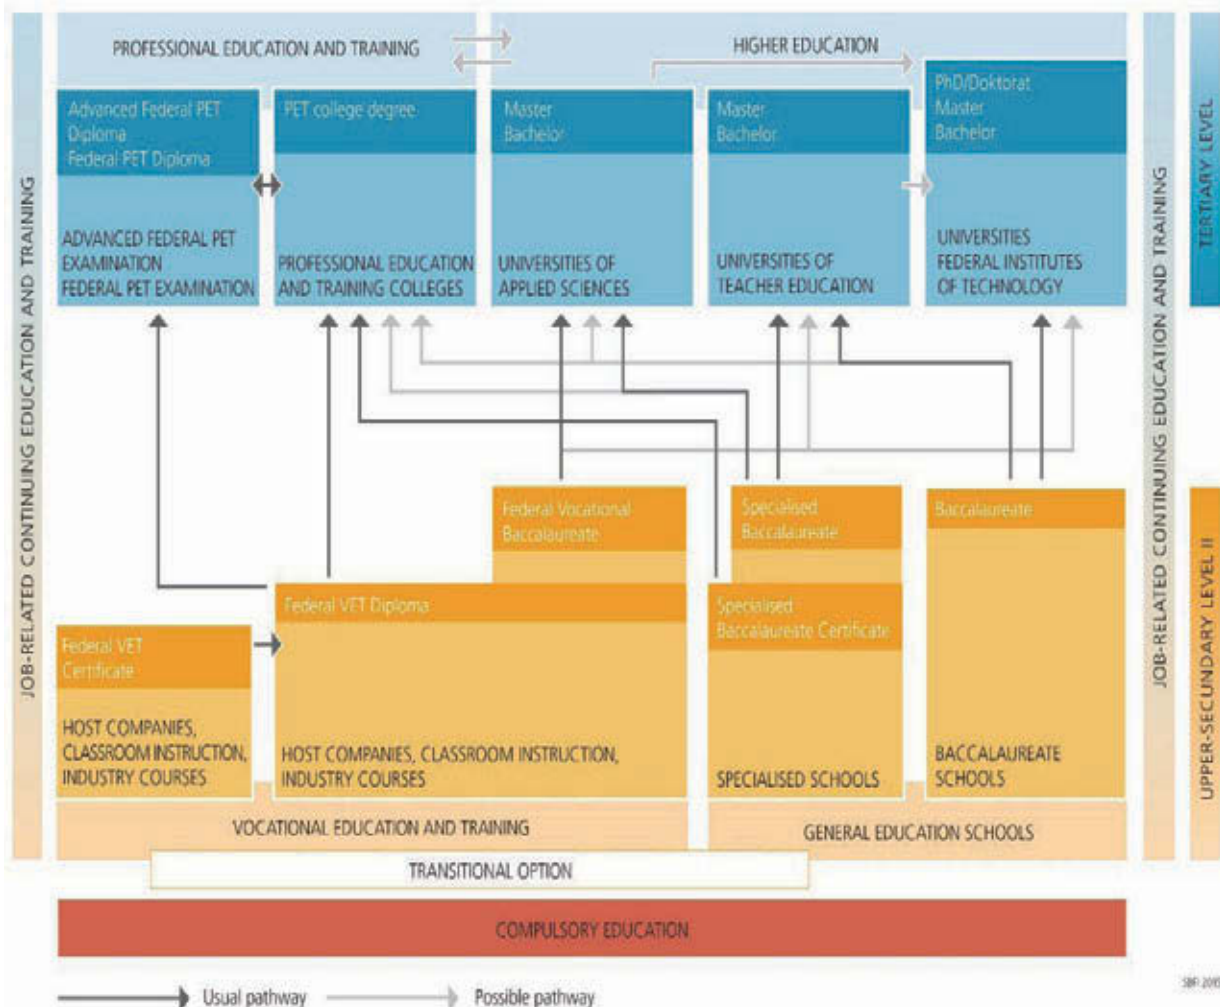 PROFESSIONAL EDUCATION AND TRAINING
HIGHER EDUCATION
Advanced Federal PET
Diploma
Federal PET Diploma
ADVANCED FEDERAL PET
EXAMINATION
FEDERAL PET EXAMINATION
PET college degree
PROFESSIONAL EDUCATION
AND TRAINING COLLEGES
Master
Bachelor
UNIVERSITIES OF
APPLIED SCIENCES
Master
Bachelor
UNIVERSITIES OF
TEACHER EDUCATION
PhD/Doktorat
Master
Bachelor
UNIVERSITIES
FEDERAL INSTITUTES
OF TECHNOLOGY
JOB-RELATED CONTINUING EDUCATION AND TRAINING
JOB-RELATED CONTINUING EDUCATION AND TRAINING
TERTIARY LEVEL
UPPER-SECUNDARY LEVEL II
Federal Vocational
Baccalaureate
Federal VET Diploma
HOST COMPANIES, CLASSROOM INSTRUCTION,
INDUSTRY COURSES
Federal VET
Certificate
HOST COMPANIES,
CLASSROOM INSTRUCTION,
INDUSTRY COURSES
Specialised
Baccalaureate
Specialised
Baccalaureate Certificate
SPECIALISED SCHOOLS
Baccalaureate
BACCALAUREATE
SCHOOLS
VOCATIONAL EDUCATION AND TRAINING
GENERAL EDUCATION SCHOOLS
TRANSITIONAL OPTION
COMPULSORY EDUCATION
Usual pathway
Possible pathway